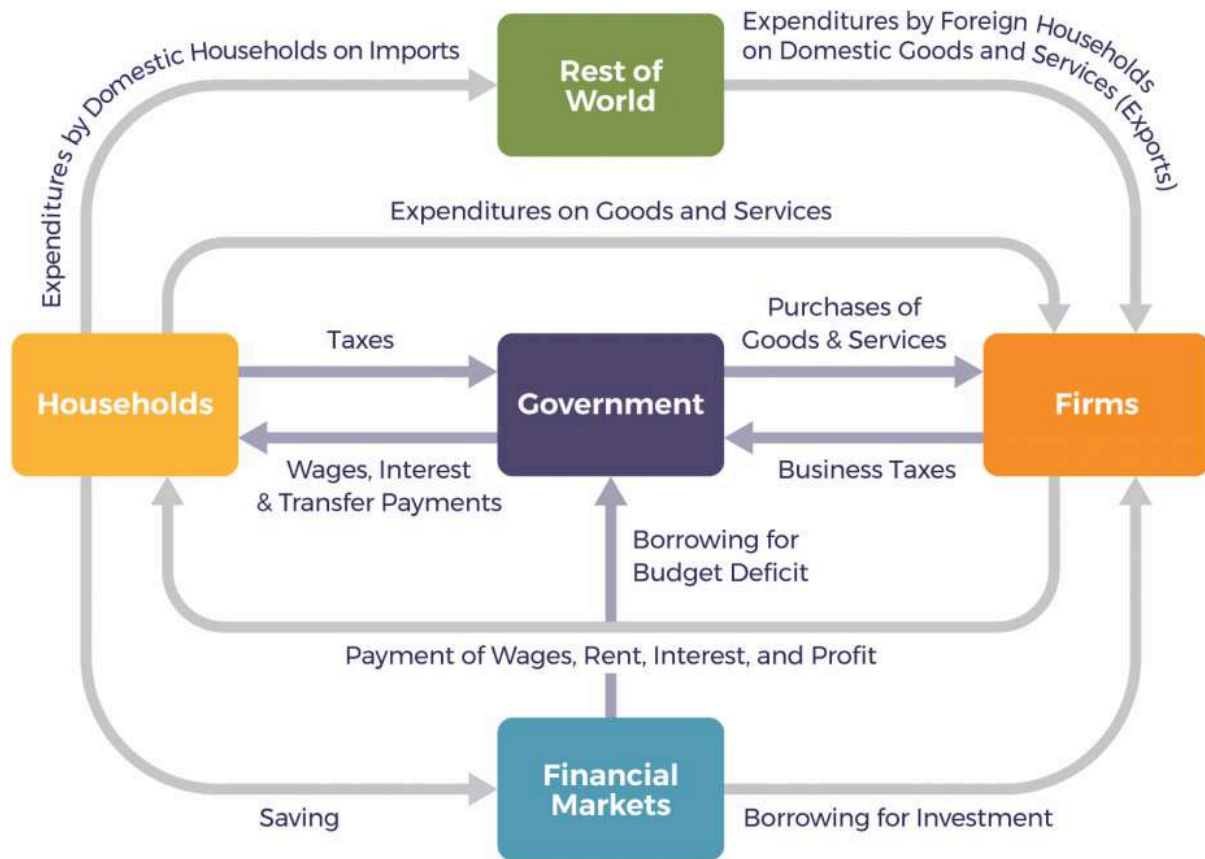 Expenditures by Domestic Households on Imports
Rest of
World
Expenditures by Foreign Households
on Domestic Goods and Services (Exports)
Expenditures on Goods and Services
Households
Taxes
Government
Purchases of
Goods & Services
Firms
Wages, Interest
& Transfer Payments
Business Taxes
Borrowing for
Budget Deficit
Payment of Wages, Rent, Interest, and Profit
Financial
Markets
Saving
Borrowing for Investment